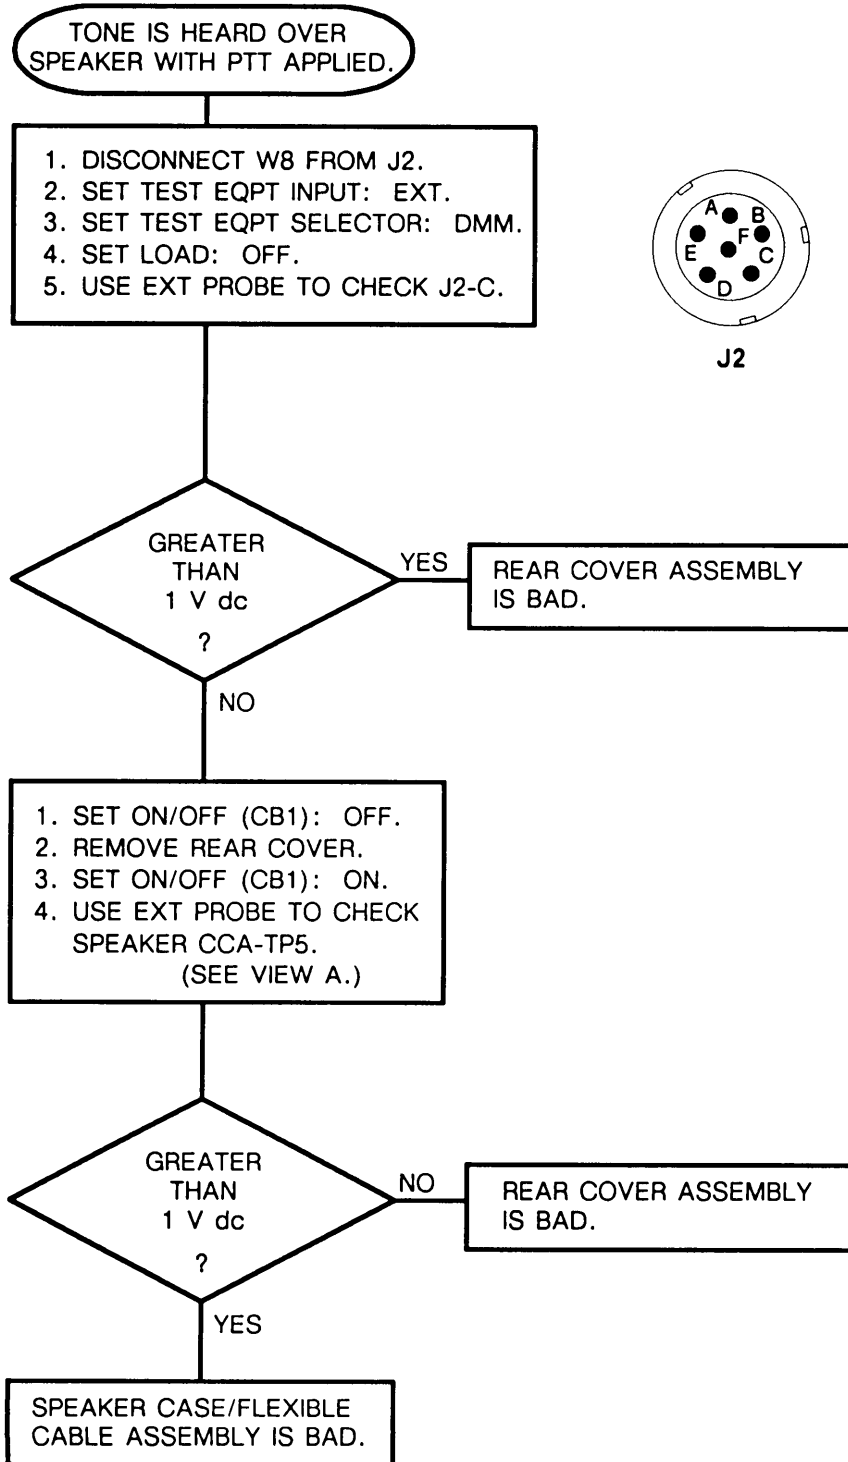 TONE IS HEARD OVER
SPEAKER WITH PTT APPLIED.
1. DISCONNECT W8 FROM J2.
2. SET TEST EQPT INPUT: EXT.
3. SET TEST EQPT SELECTOR: DMM.
4. SET LOAD: OFF.
5. USE EXT PROBE TO CHECK J2-C.
A B
E F C
D
J2
GREATER
THAN
1 V dc
?
YES
REAR COVER ASSEMBLY
IS BAD.
NO
1. SET ON/OFF (CB1): OFF.
2. REMOVE REAR COVER.
3. SET ON/OFF (CB1): ON.
4. USE EXT PROBE TO CHECK
SPEAKER CCA-TP5.
(SEE VIEW A.)
GREATER
THAN
1 V dc
?
NO
REAR COVER ASSEMBLY
IS BAD.
YES
SPEAKER CASE/FLEXIBLE
CABLE ASSEMBLY IS BAD.